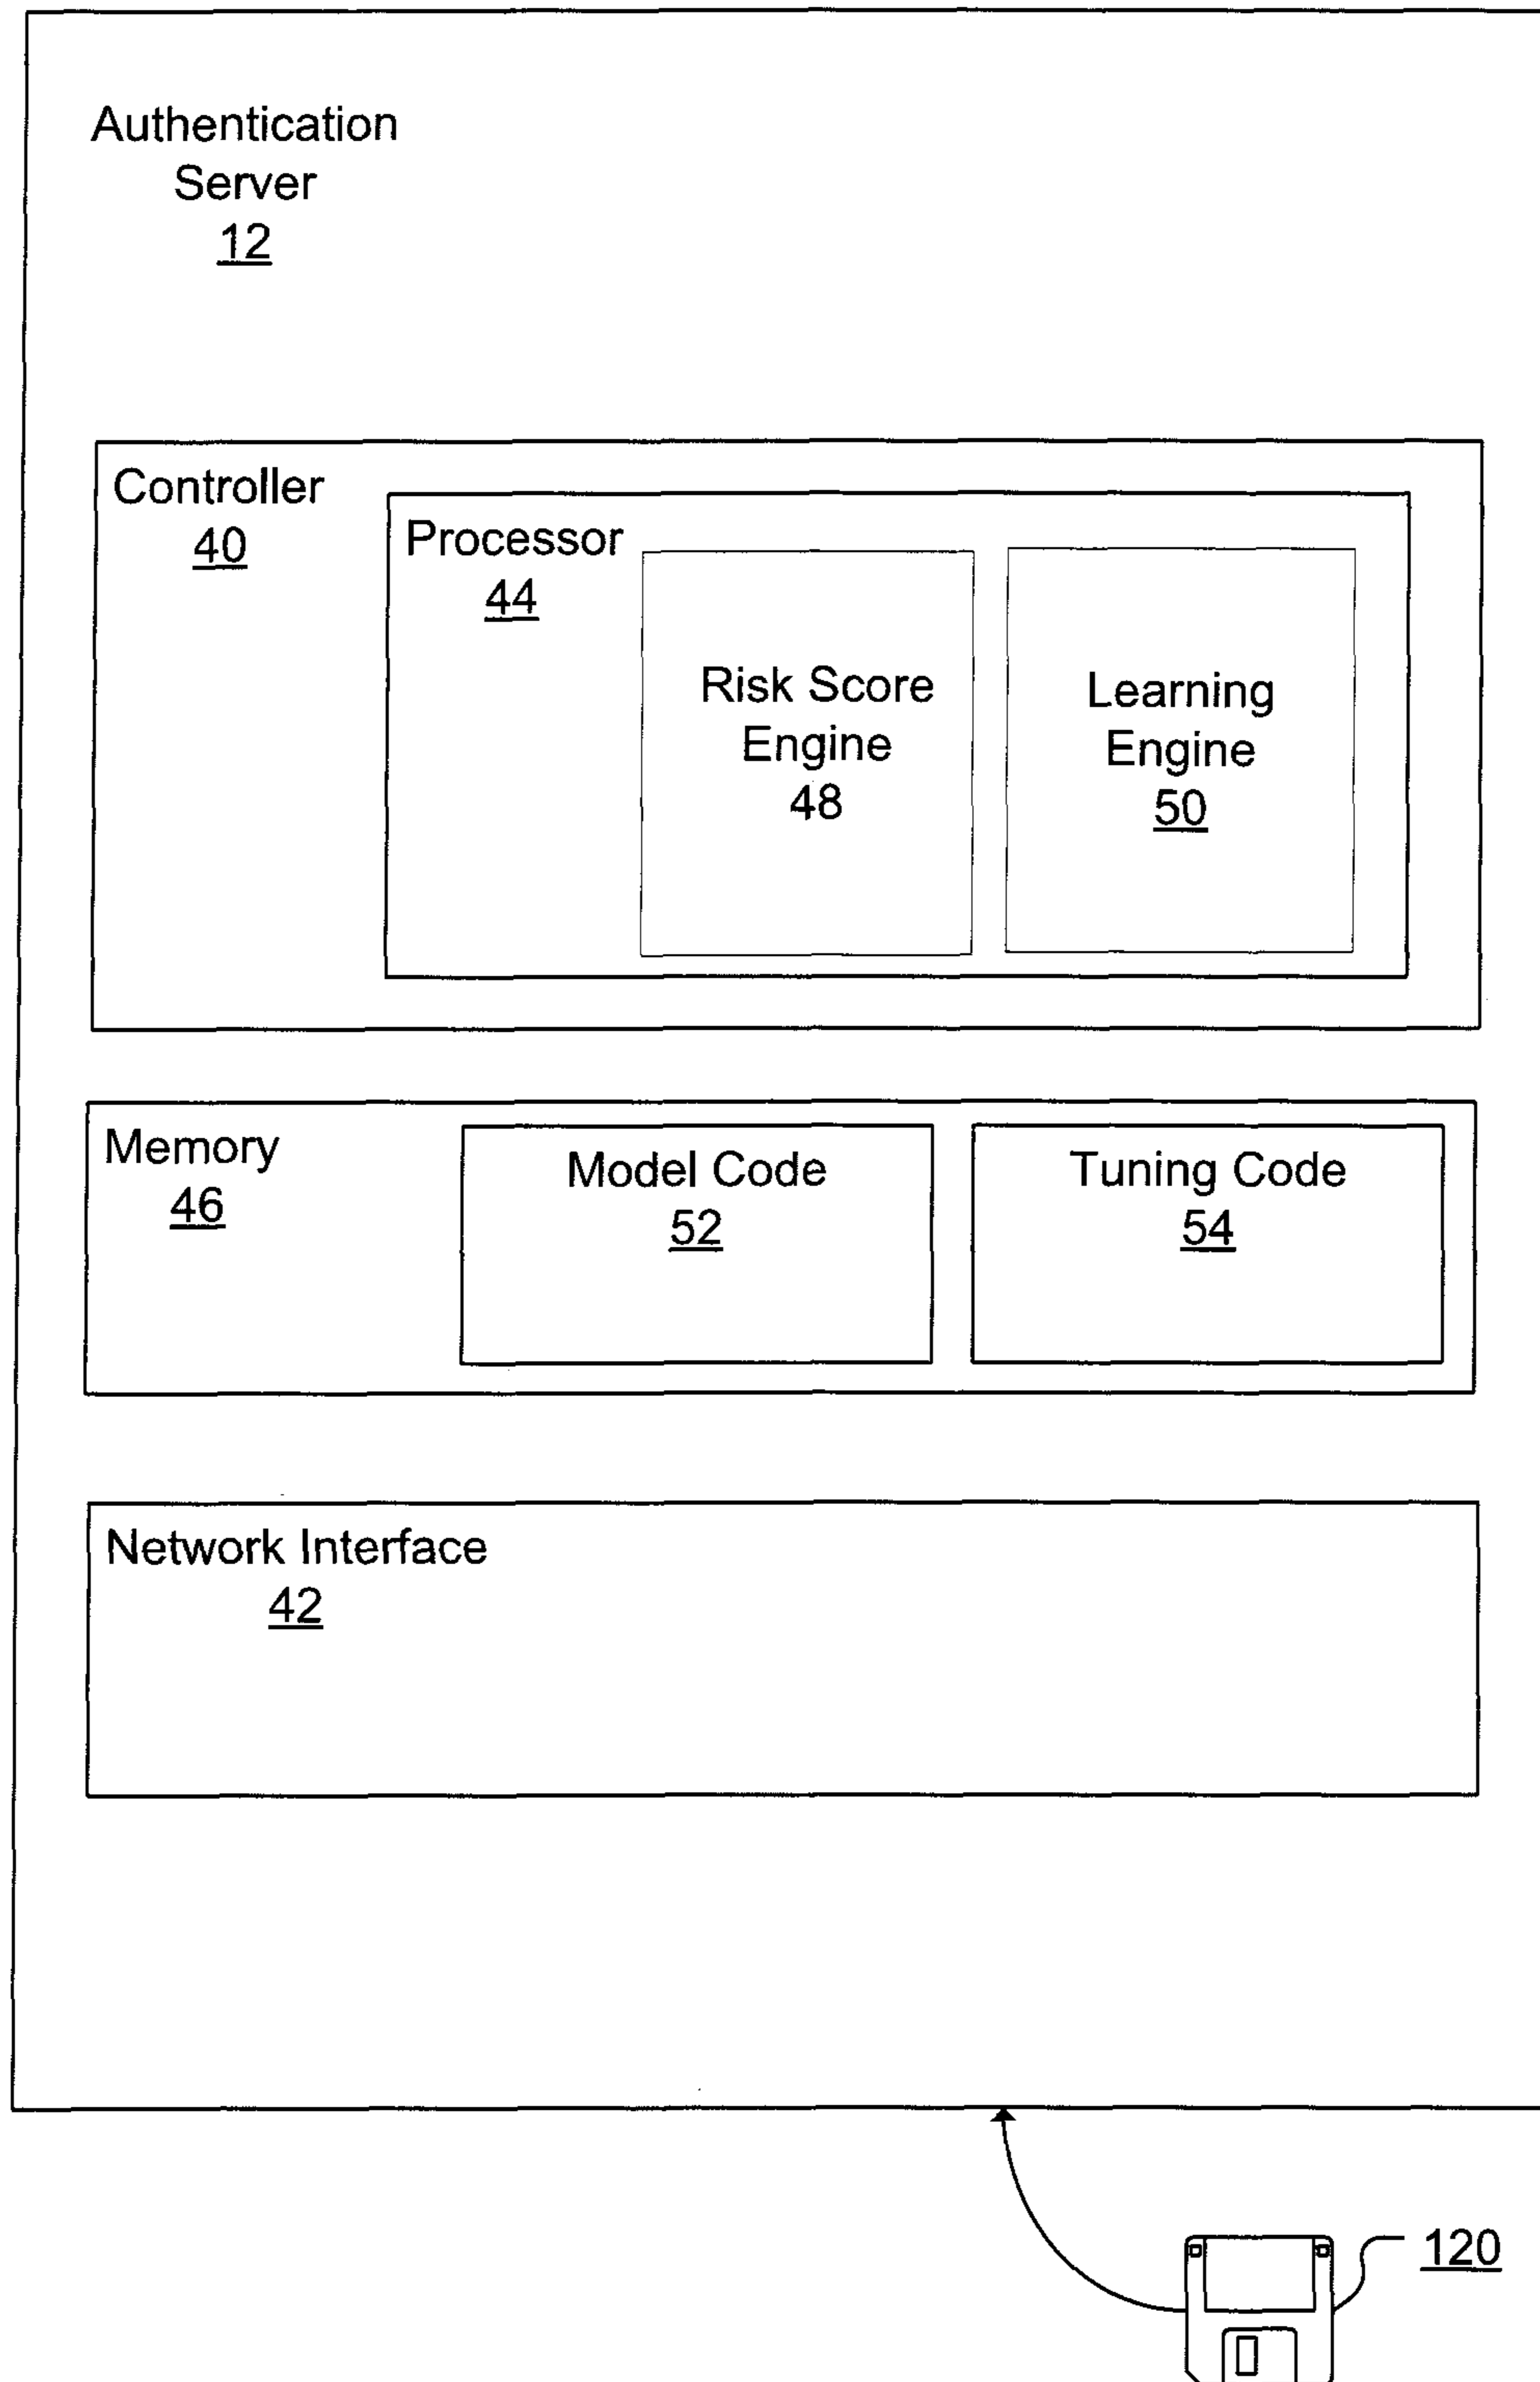 Authentication
Server
12
Controller
40
Processor
44
Risk Score
Engine
48
Learning
Engine
50
Memory
46
Model Code
52
Tuning Code
54
Network Interface
42
120